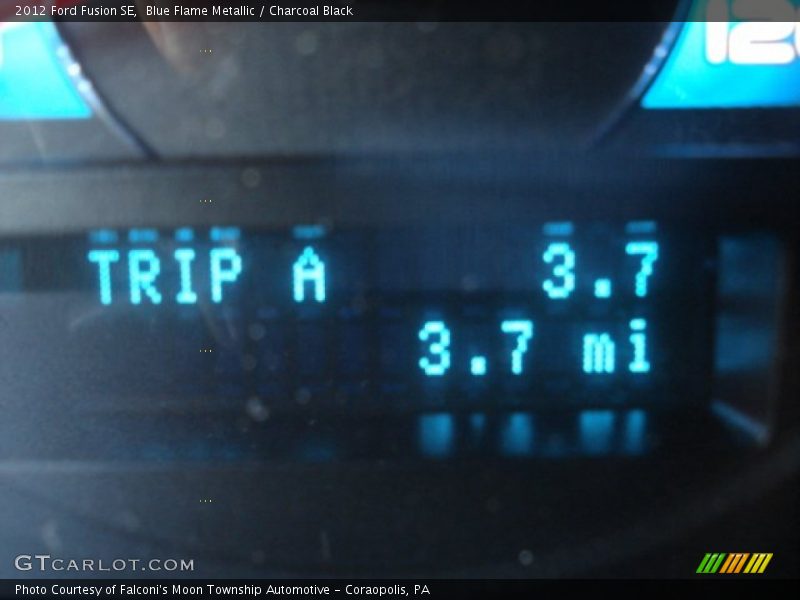 2012 Ford Fusion SE, Blue Flame Metallic / Charcoal Black
120
TRIP A 3.7
3.7 mi
GTCARLOT.COM
Photo Courtesy of Falconi's Moon Township Automotive - Coraopolis, PA